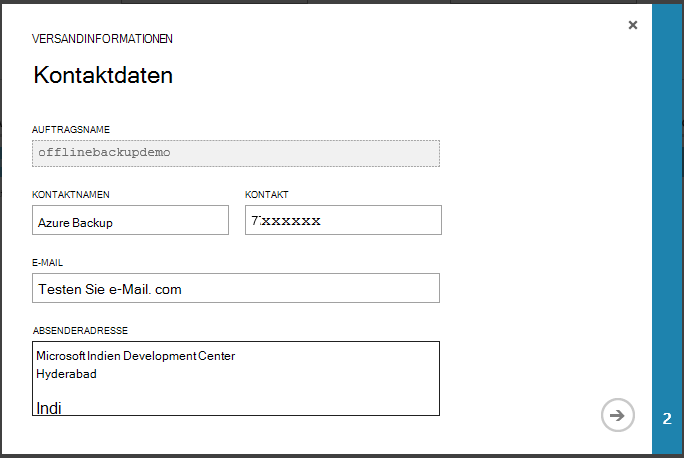 VERSANDINFORMATIONEN
Kontaktdaten
AUFTRAGSNAME
offlinebackupdemo
KONTAKTNAMEN
KONTAKT
Azure Backup
7:xxxxxx
E-MAIL
Testen Sie e-Mail. com
ABSENDERADRESSE
Microsoft Indien Development Center
Hyderabad
Indi
2